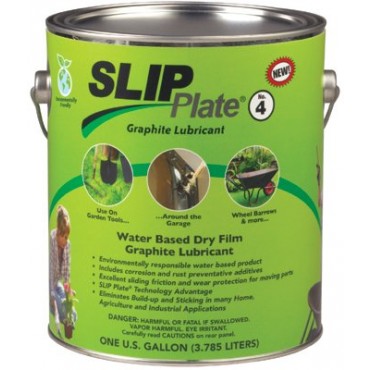 Environmentally
Friendly
SLIP
Plate®
No.
4
NEW!
Graphite Lubricant
Use On
Garden Tools...
...Around the
Garage
Wheel Barrows
& more...
Water Based Dry Film
Graphite Lubricant
• Environmentally responsible water based product
• Includes corrosion and rust preventative additives
• Excellent sliding friction and wear protection for moving parts
• SLIP Plate® Technology Advantage
• Eliminates Build-up and Sticking in many Home,
Agriculture and Industrial Applications
DANGER: HARMFUL OR FATAL IF SWALLOWED.
VAPOR HARMFUL. EYE IRRITANT.
Carefully read CAUTIONS on rear panel.
ONE U.S. GALLON (3.785 LITERS)